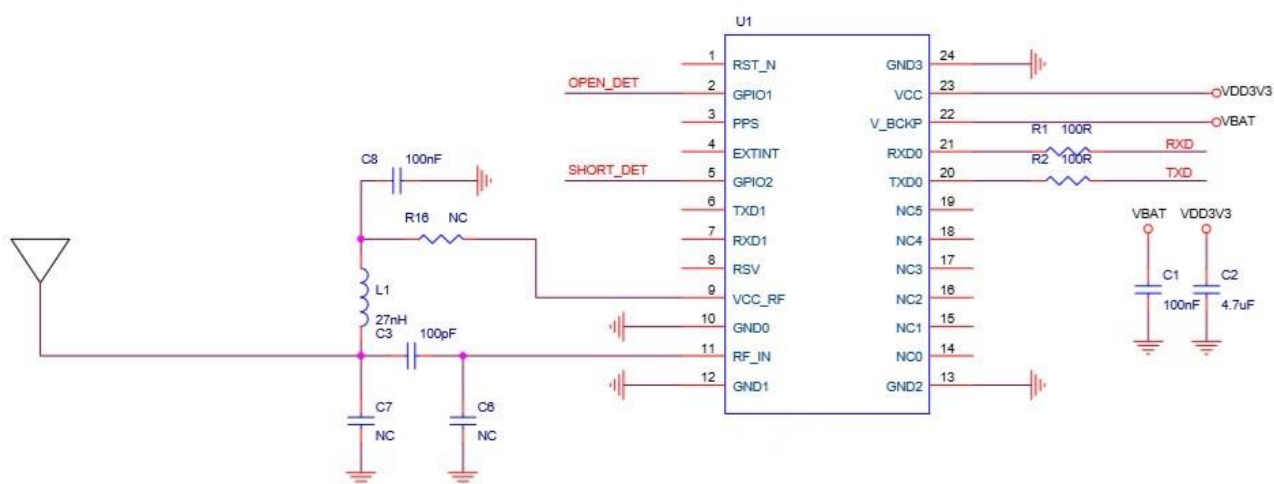 U1
1 RST_N
OPEN_DET 2 GPIO1
3 PPS
4 EXTINT
SHORT_DET 5 GPIO2
6 TXD1
7 RXD1
8 RSV
9 VCC_RF
10 GND0
11 RF_IN
12 GND1
GND3 24
VCC 23 VDD3V3
V_BCKP 22 VBAT
RXD0 21 R1 100R RXD
TXD0 20 R2 100R TXD
NC5 19
NC4 18
NC3 17
NC2 16
NC1 15
NC0 14
GND2 13
C8 100nF
R16 NC
L1
27nH
C3 100pF
C7
NC
C6
NC
VBAT VDD3V3
C1
100nF
C2
4.7uF